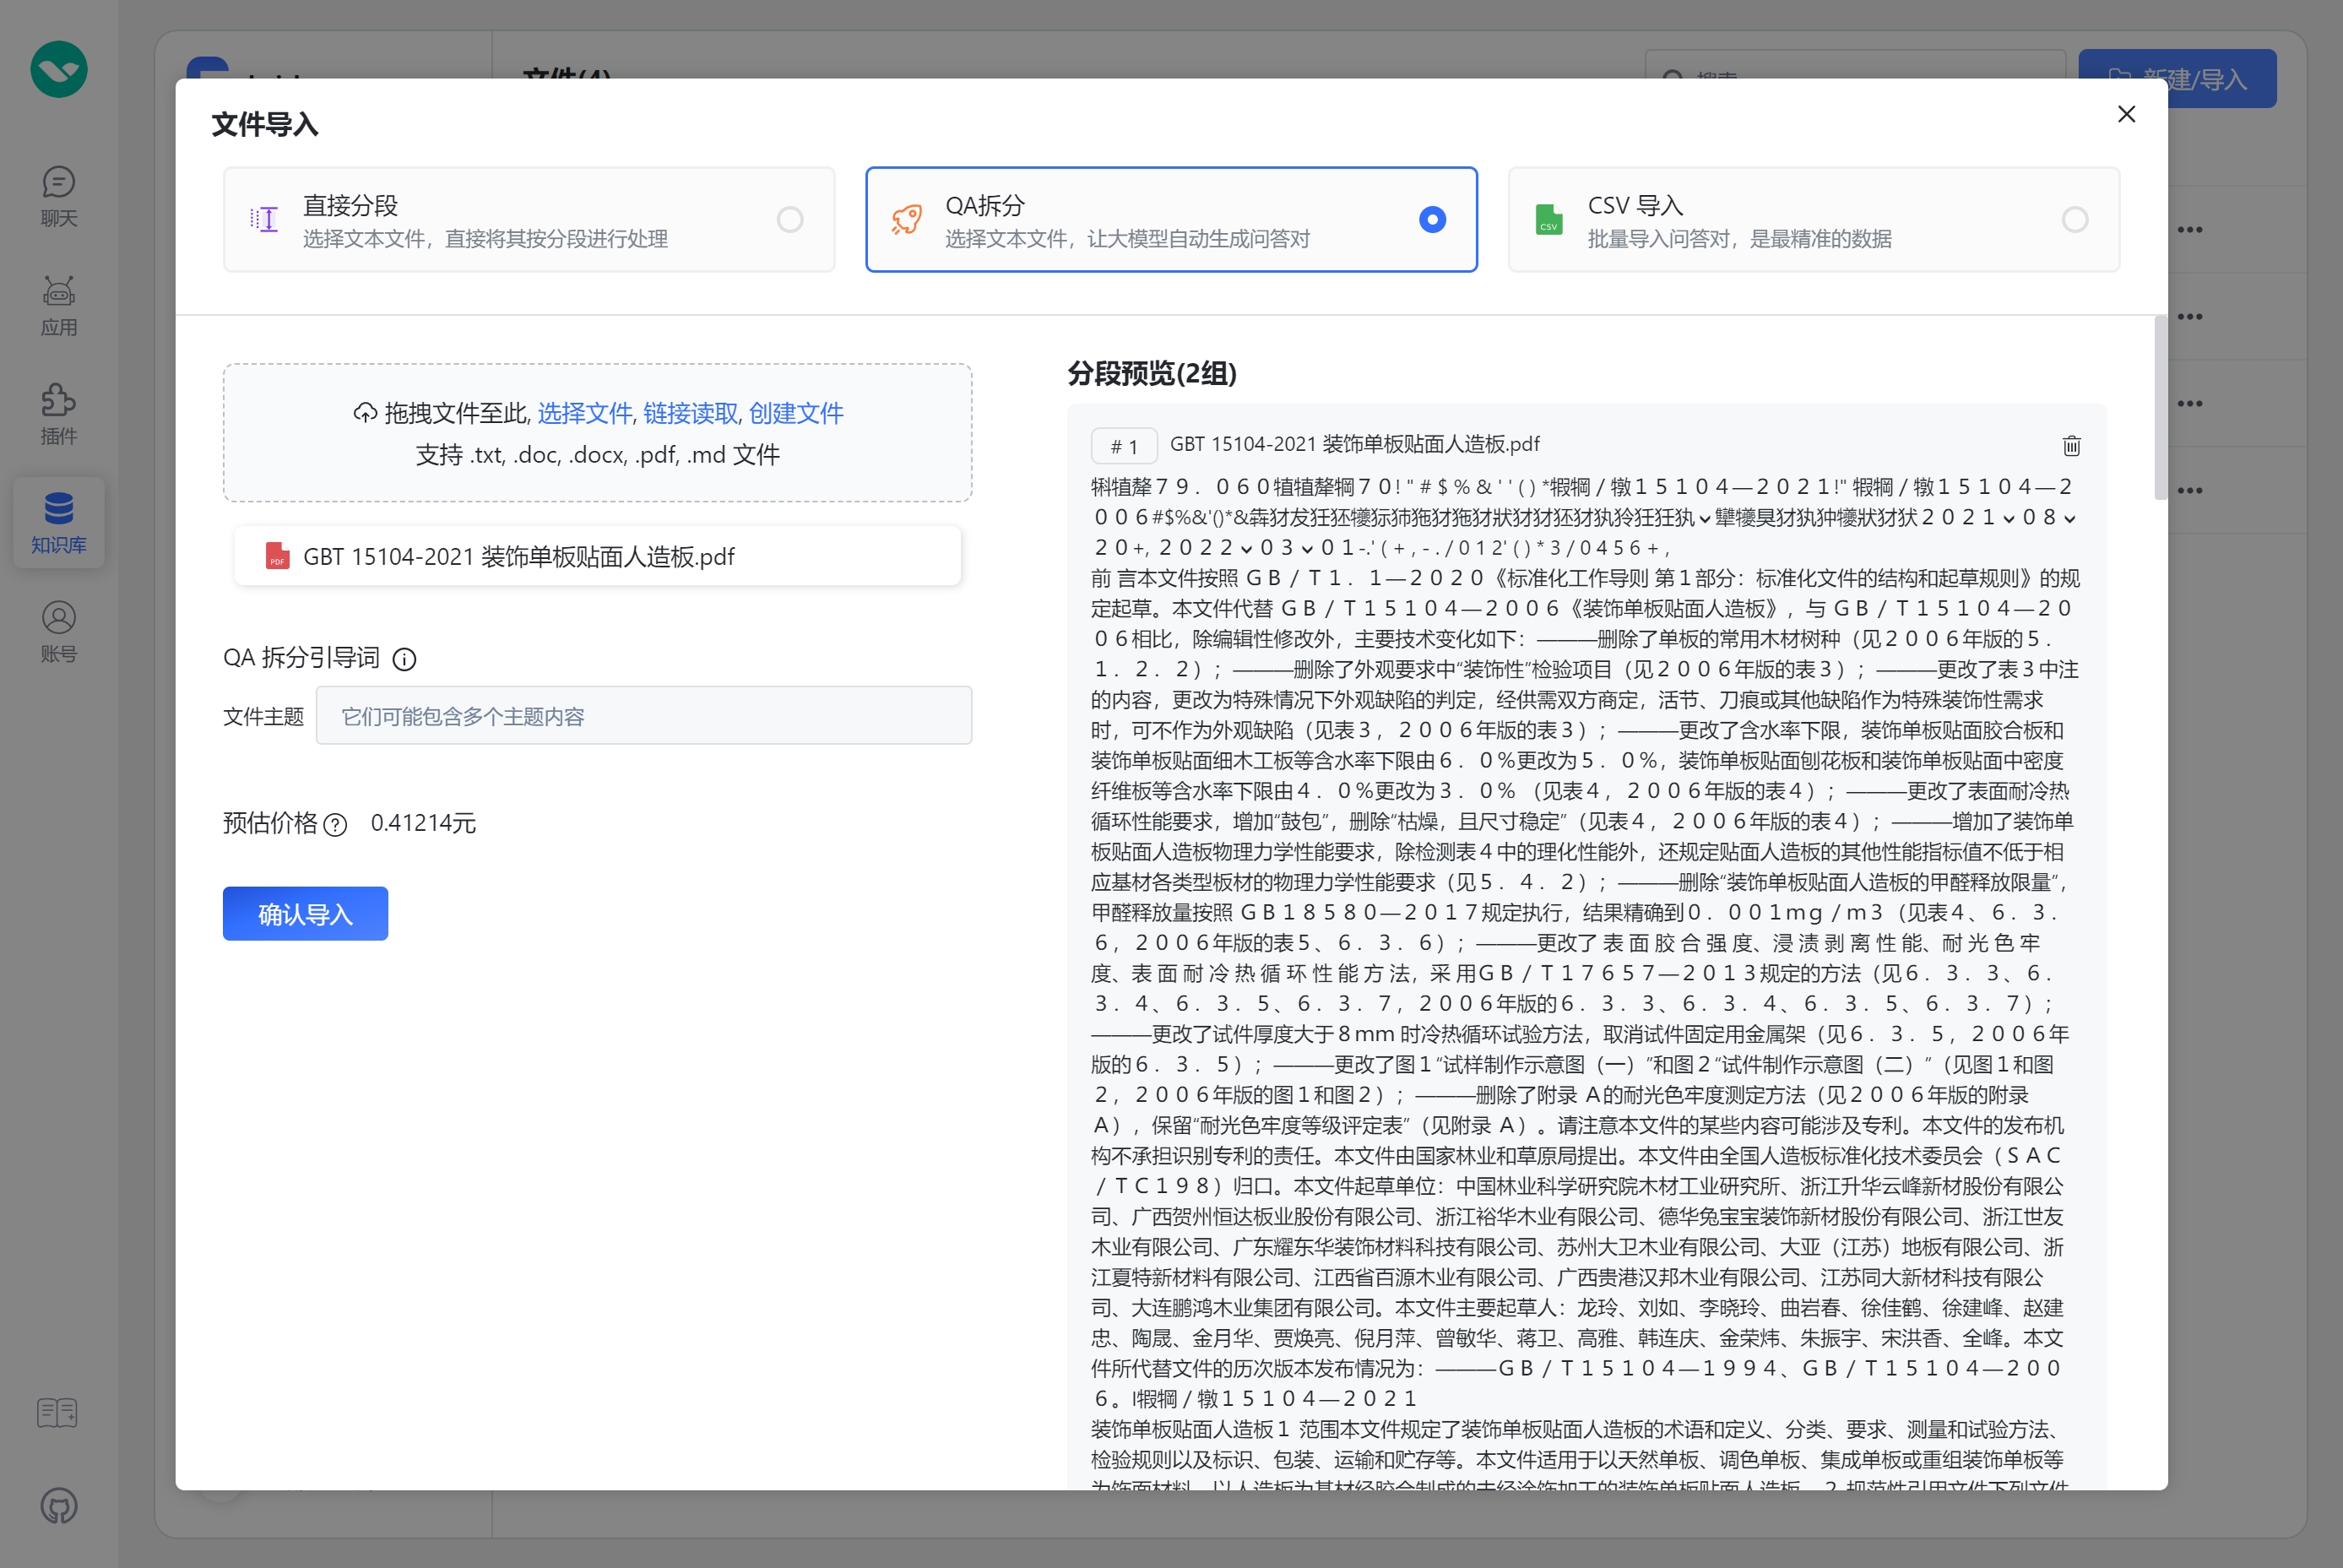 文件(4)
搜索
新建/导入
聊天
应用
插件
知识库
账号
文件导入
直接分段
选择文本文件，直接将其按分段进行处理
QA拆分
选择文本文件，让大模型自动生成问答对
CSV 导入
批量导入问答对，是最精准的数据
拖拽文件至此, 选择文件, 链接读取, 创建文件
支持 .txt, .doc, .docx, .pdf, .md 文件
GBT 15104-2021 装饰单板贴面人造板.pdf
QA 拆分引导词
文件主题
它们可能包含多个主题内容
预估价格 0.41214元
确认导入
分段预览(2组)
# 1 GBT 15104-2021 装饰单板贴面人造板.pdf
７９．０６０ ７０！＂＃＄％＆＇＇（）* ／ １５１０４—２０２１!" ／ １５１０４—２
００６#$%&'()*& ２０２１ ０８
２０+, ２０２２ ０３ ０１-.'(+,-./012'()*3/0456+,
前 言本文件按照 ＧＢ／Ｔ１．１—２０２０《标准化工作导则 第１部分：标准化文件的结构和起草规则》的规
定起草。本文件代替 ＧＢ／Ｔ１５１０４—２００６《装饰单板贴面人造板》，与 ＧＢ／Ｔ１５１０４—２０
０６相比，除编辑性修改外，主要技术变化如下：———删除了单板的常用木材树种（见２００６年版的５．
１．２．２）；———删除了外观要求中“装饰性”检验项目（见２００６年版的表３）；———更改了表３中注
的内容，更改为特殊情况下外观缺陷的判定，经供需双方商定，活节、刀痕或其他缺陷作为特殊装饰性需求
时，可不作为外观缺陷（见表３，２００６年版的表３）；———更改了含水率下限，装饰单板贴面胶合板和
装饰单板贴面细木工板等含水率下限由６．０％更改为５．０％，装饰单板贴面刨花板和装饰单板贴面中密度
纤维板等含水率下限由４．０％更改为３．０％ （见表４，２００６年版的表４）；———更改了表面耐冷热
循环性能要求，增加“鼓包”，删除“枯燥，且尺寸稳定”（见表４，２００６年版的表４）；———增加了装饰单
板贴面人造板物理力学性能要求，除检测表４中的理化性能外，还规定贴面人造板的其他性能指标值不低于相
应基材各类型板材的物理力学性能要求（见５．４．２）；———删除“装饰单板贴面人造板的甲醛释放限量”，
甲醛释放量按照 ＧＢ１８５８０—２０１７规定执行，结果精确到０．００１ｍｇ／ｍ３（见表４、６．３．
６，２００６年版的表５、６．３．６）；———更改了 表 面 胶 合 强 度、浸 渍 剥 离 性 能、耐 光 色 牢
度、表 面 耐 冷 热 循 环 性 能 方 法，采 用ＧＢ／Ｔ１７６５７—２０１３规定的方法（见６．３．３、６．
３．４、６．３．５、６．３．７，２００６年版的６．３．３、６．３．４、６．３．５、６．３．７）；
———更改了试件厚度大于８ｍｍ 时冷热循环试验方法，取消试件固定用金属架（见６．３．５，２００６年
版的６．３．５）；———更改了图１“试样制作示意图（一）”和图２“试件制作示意图（二）”（见图１和图
２，２００６年版的图１和图２）；———删除了附录 Ａ的耐光色牢度测定方法（见２００６年版的附录
Ａ），保留“耐光色牢度等级评定表”（见附录 Ａ）。请注意本文件的某些内容可能涉及专利。本文件的发布机
构不承担识别专利的责任。本文件由国家林业和草原局提出。本文件由全国人造板标准化技术委员会（ＳＡＣ
／ＴＣ１９８）归口。本文件起草单位：中国林业科学研究院木材工业研究所、浙江升华云峰新材股份有限公
司、广西贺州恒达板业股份有限公司、浙江裕华木业有限公司、德华兔宝宝装饰新材股份有限公司、浙江世友
木业有限公司、广东耀东华装饰材料科技有限公司、苏州大卫木业有限公司、大亚（江苏）地板有限公司、浙
江夏特新材料有限公司、江西省百源木业有限公司、广西贵港汉邦木业有限公司、江苏同大新材料科技有限公
司、大连鹏鸿木业集团有限公司。本文件主要起草人：龙玲、刘如、李晓玲、曲岩春、徐佳鹤、徐建峰、赵建
忠、陶晟、金月华、贾焕亮、倪月萍、曾敏华、蒋卫、高雅、韩连庆、金荣炜、朱振宇、宋洪香、全峰。本文
件所代替文件的历次版本发布情况为：———ＧＢ／Ｔ１５１０４—１９９４、ＧＢ／Ｔ１５１０４—２００
６。Ⅰ ／ １５１０４—２０２１
装饰单板贴面人造板１ 范围本文件规定了装饰单板贴面人造板的术语和定义、分类、要求、测量和试验方法、
检验规则以及标识、包装、运输和贮存等。本文件适用于以天然单板、调色单板、集成单板或重组装饰单板等
为饰面材料，以人造板为基材经胶合制成的未经涂饰加工的装饰单板贴面人造板。２ 规范性引用文件下列文件